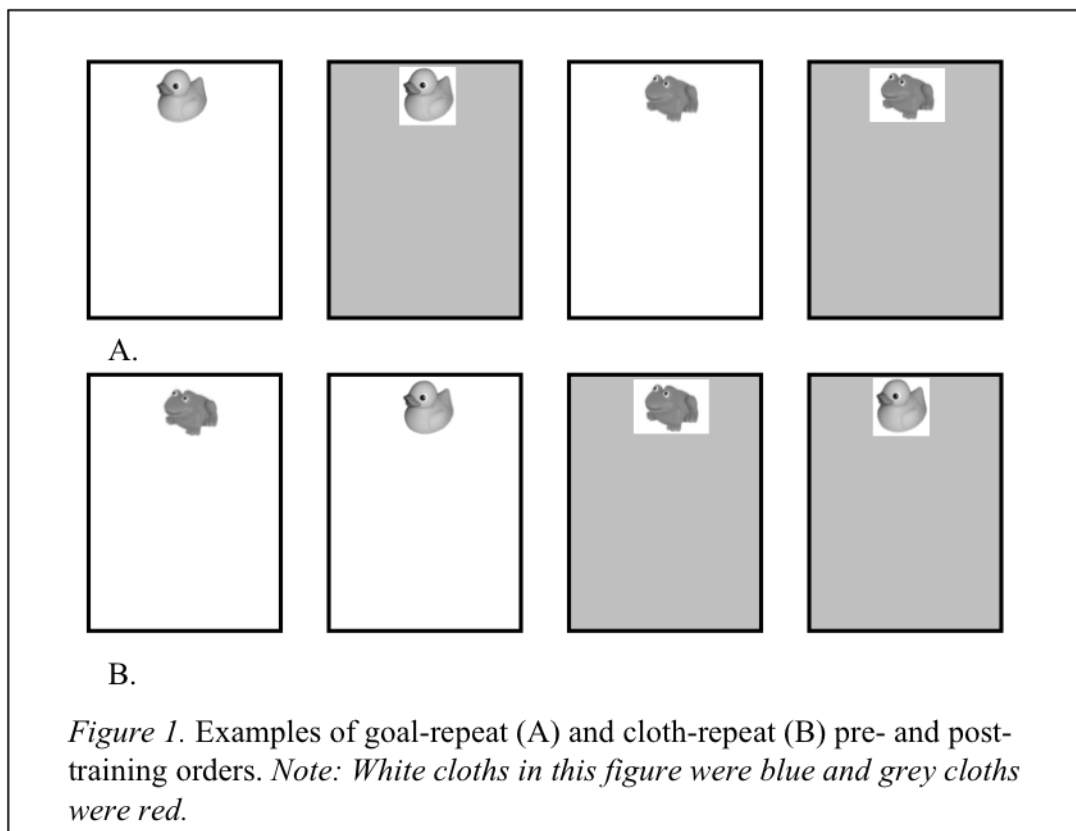 A.
B.
Figure 1. Examples of goal-repeat (A) and cloth-repeat (B) pre- and post-
training orders. Note: White cloths in this figure were blue and grey cloths
were red.